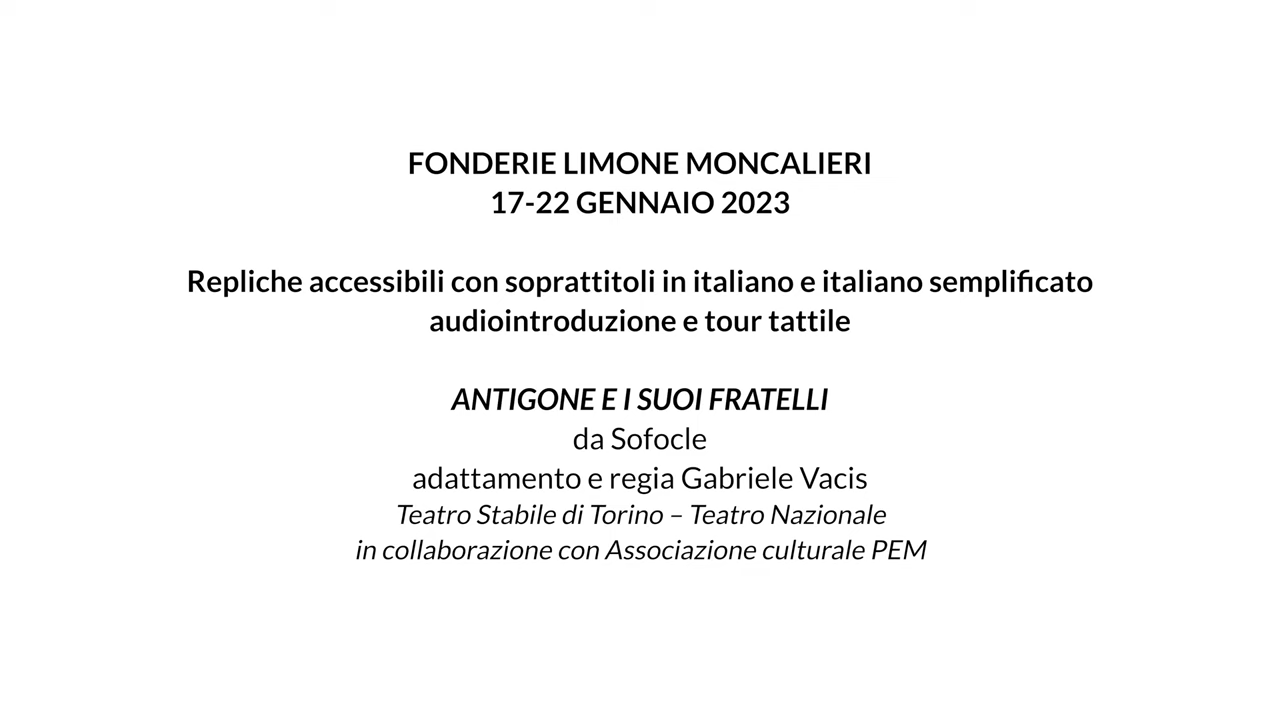 FONDERIE LIMONE MONCALIERI
17-22 GENNAIO 2023
Repliche accessibili con soprattitoli in italiano e italiano semplificato
audiointroduzione e tour tattile
ANTIGONE E I SUOI FRATELLI
da Sofocle
adattamento e regia Gabriele Vacis
Teatro Stabile di Torino – Teatro Nazionale
in collaborazione con Associazione culturale PEM